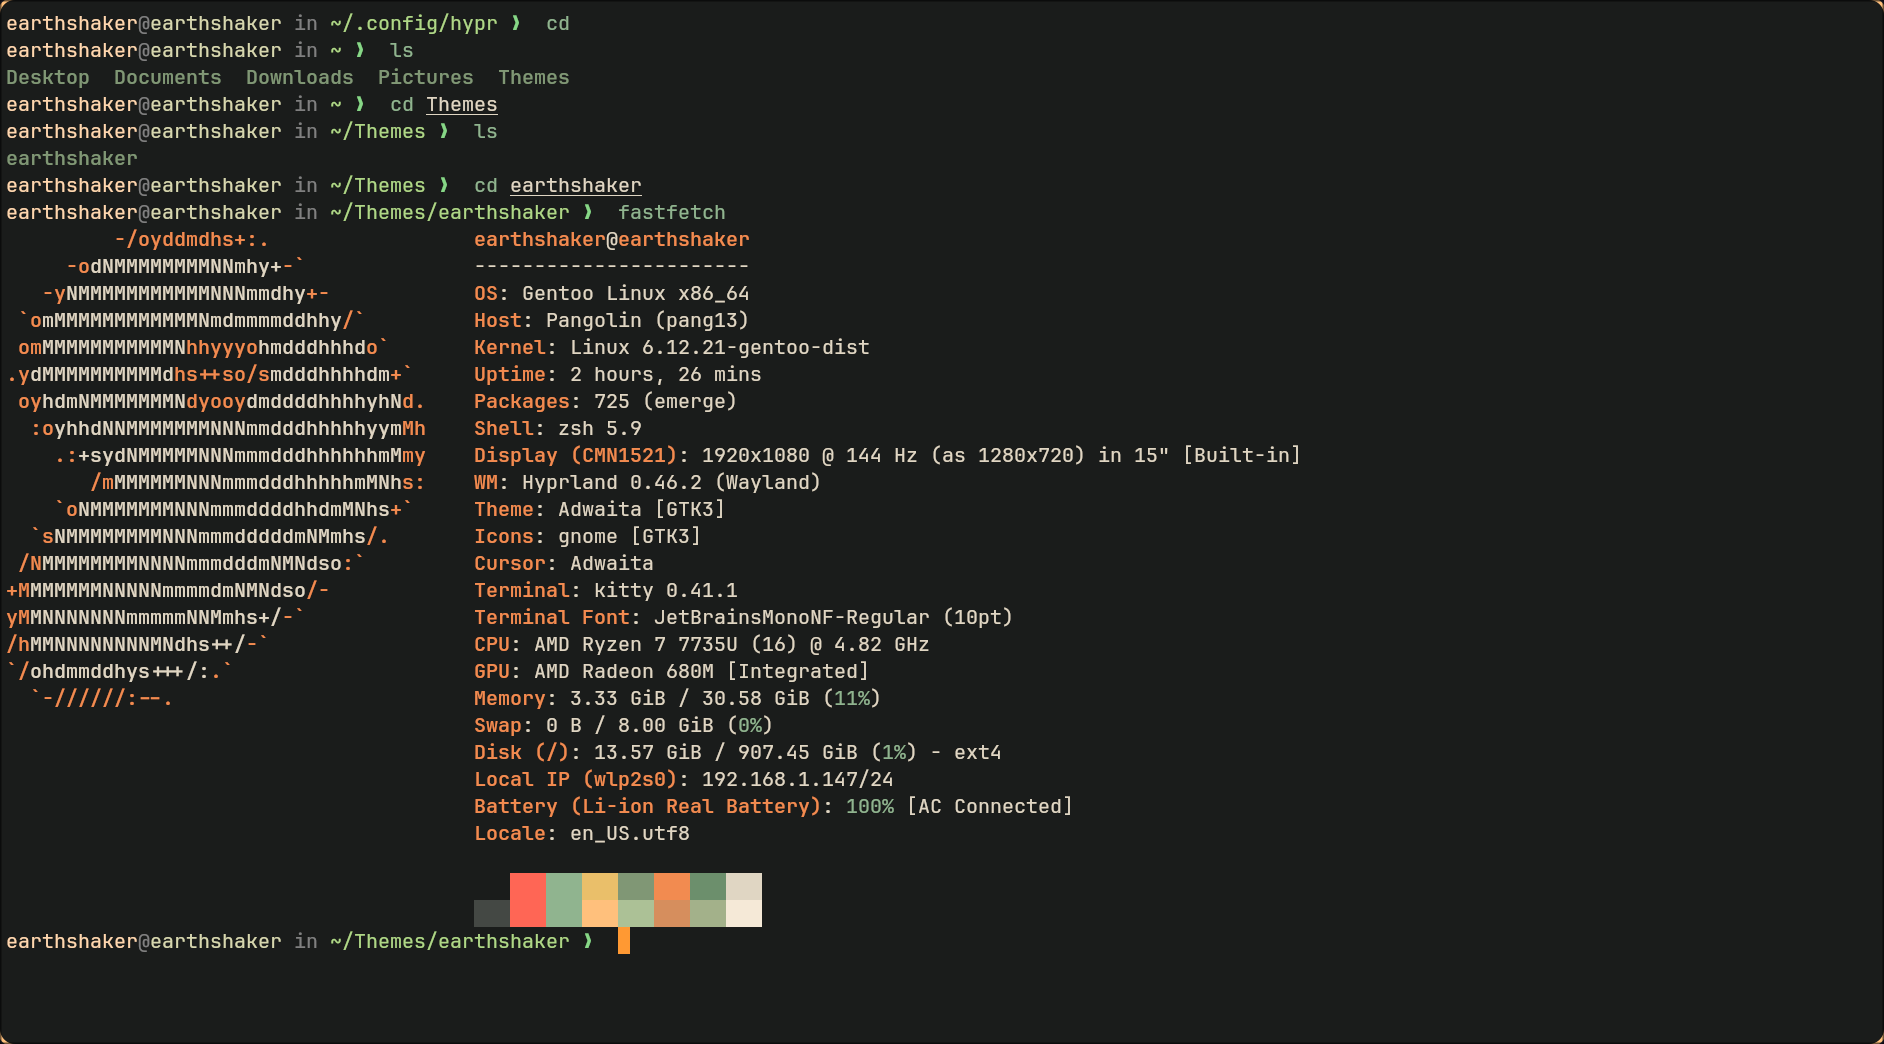 earthshaker@earthshaker in ~/.config/hypr ❱  cd
earthshaker@earthshaker in ~ ❱  ls
Desktop  Documents  Downloads  Pictures  Themes
earthshaker@earthshaker in ~ ❱  cd Themes
earthshaker@earthshaker in ~/Themes ❱  ls
earthshaker
earthshaker@earthshaker in ~/Themes ❱  cd earthshaker
earthshaker@earthshaker in ~/Themes/earthshaker ❱  fastfetch
         -/oyddmdhs+:.                 earthshaker@earthshaker
     -odNMMMMMMMMNNmhy+-`              -----------------------
   -yNMMMMMMMMMMMNNNmmdhy+-            OS: Gentoo Linux x86_64
 `omMMMMMMMMMMMMNmdmmmmddhhy/`         Host: Pangolin (pang13)
 omMMMMMMMMMMMNhhyyyohmdddhhhdo`       Kernel: Linux 6.12.21-gentoo-dist
.ydMMMMMMMMMMdhs++so/smdddhhhhdm+`     Uptime: 2 hours, 26 mins
 oyhdmNMMMMMMMNdyooydmddddhhhhyhNd.    Packages: 725 (emerge)
  :oyhhdNNMMMMMMMNNNmmdddhhhhhyymMh    Shell: zsh 5.9
    .:+sydNMMMMMNNNmmmdddhhhhhhmMmy    Display (CMN1521): 1920x1080 @ 144 Hz (as 1280x720) in 15" [Built-in]
       /mMMMMMMNNNmmmdddhhhhhmMNhs:    WM: Hyprland 0.46.2 (Wayland)
    `oNMMMMMMMNNNmmmddddhhdmMNhs+`     Theme: Adwaita [GTK3]
  `sNMMMMMMMMNNNmmmdddddmNMmhs/.       Icons: gnome [GTK3]
 /NMMMMMMMMNNNNmmmdddmNMNdso:`         Cursor: Adwaita
+MMMMMMMNNNNNmmmmdmNMNdso/-            Terminal: kitty 0.41.1
yMMNNNNNNNmmmmmNNMmhs+/-`              Terminal Font: JetBrainsMonoNF-Regular (10pt)
/hMMNNNNNNNNMNdhs++/-`                 CPU: AMD Ryzen 7 7735U (16) @ 4.82 GHz
`/ohdmmddhys+++/:.`                    GPU: AMD Radeon 680M [Integrated]
  `-//////:--.                         Memory: 3.33 GiB / 30.58 GiB (11%)
Swap: 0 B / 8.00 GiB (0%)
Disk (/): 13.57 GiB / 907.45 GiB (1%) - ext4
Local IP (wlp2s0): 192.168.1.147/24
Battery (Li-ion Real Battery): 100% [AC Connected]
Locale: en_US.utf8
earthshaker@earthshaker in ~/Themes/earthshaker ❱